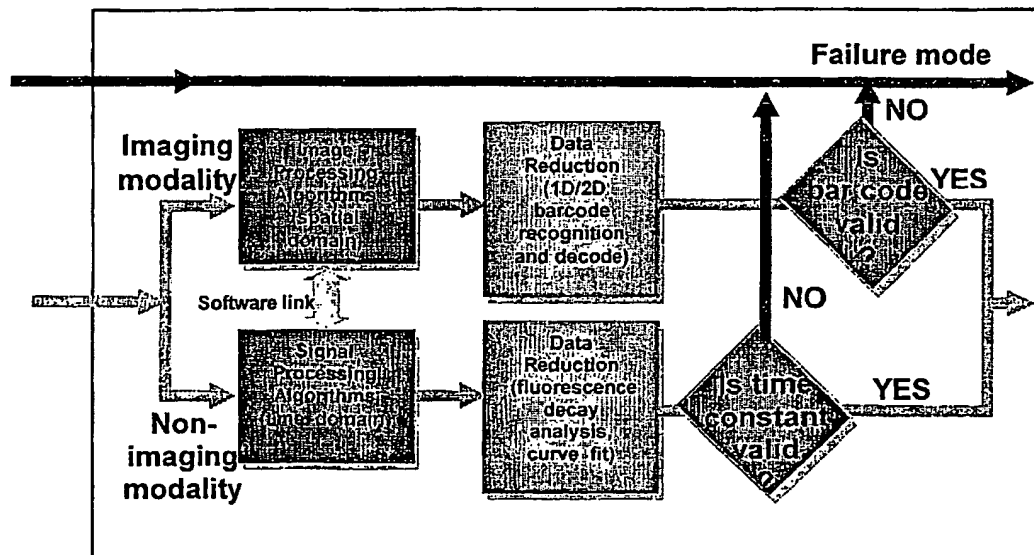 Failure mode
NO
Imaging
modality
Image
Processing
Algorithms
(spatial
domain)
Data
Reduction
(1D/2D
barcode
recognition
and decode)
Is
bar code
valid
?
YES
Software link
NO
Signal
Processing
Algorithms
(time domain)
Data
Reduction
(fluorescence
decay
analysis,
curve-fit)
Is time
constant
valid
?
YES
Non-
imaging
modality